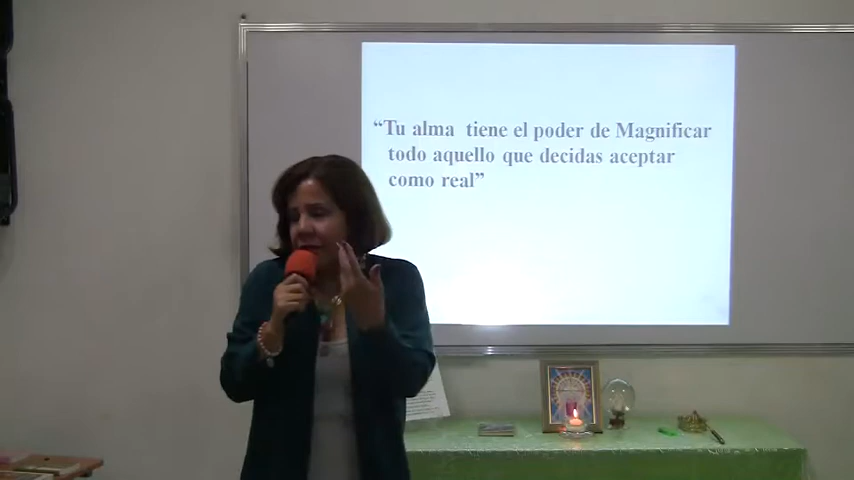 “Tu alma tiene el poder de Magnificar
todo aquello que decidas aceptar
como real”